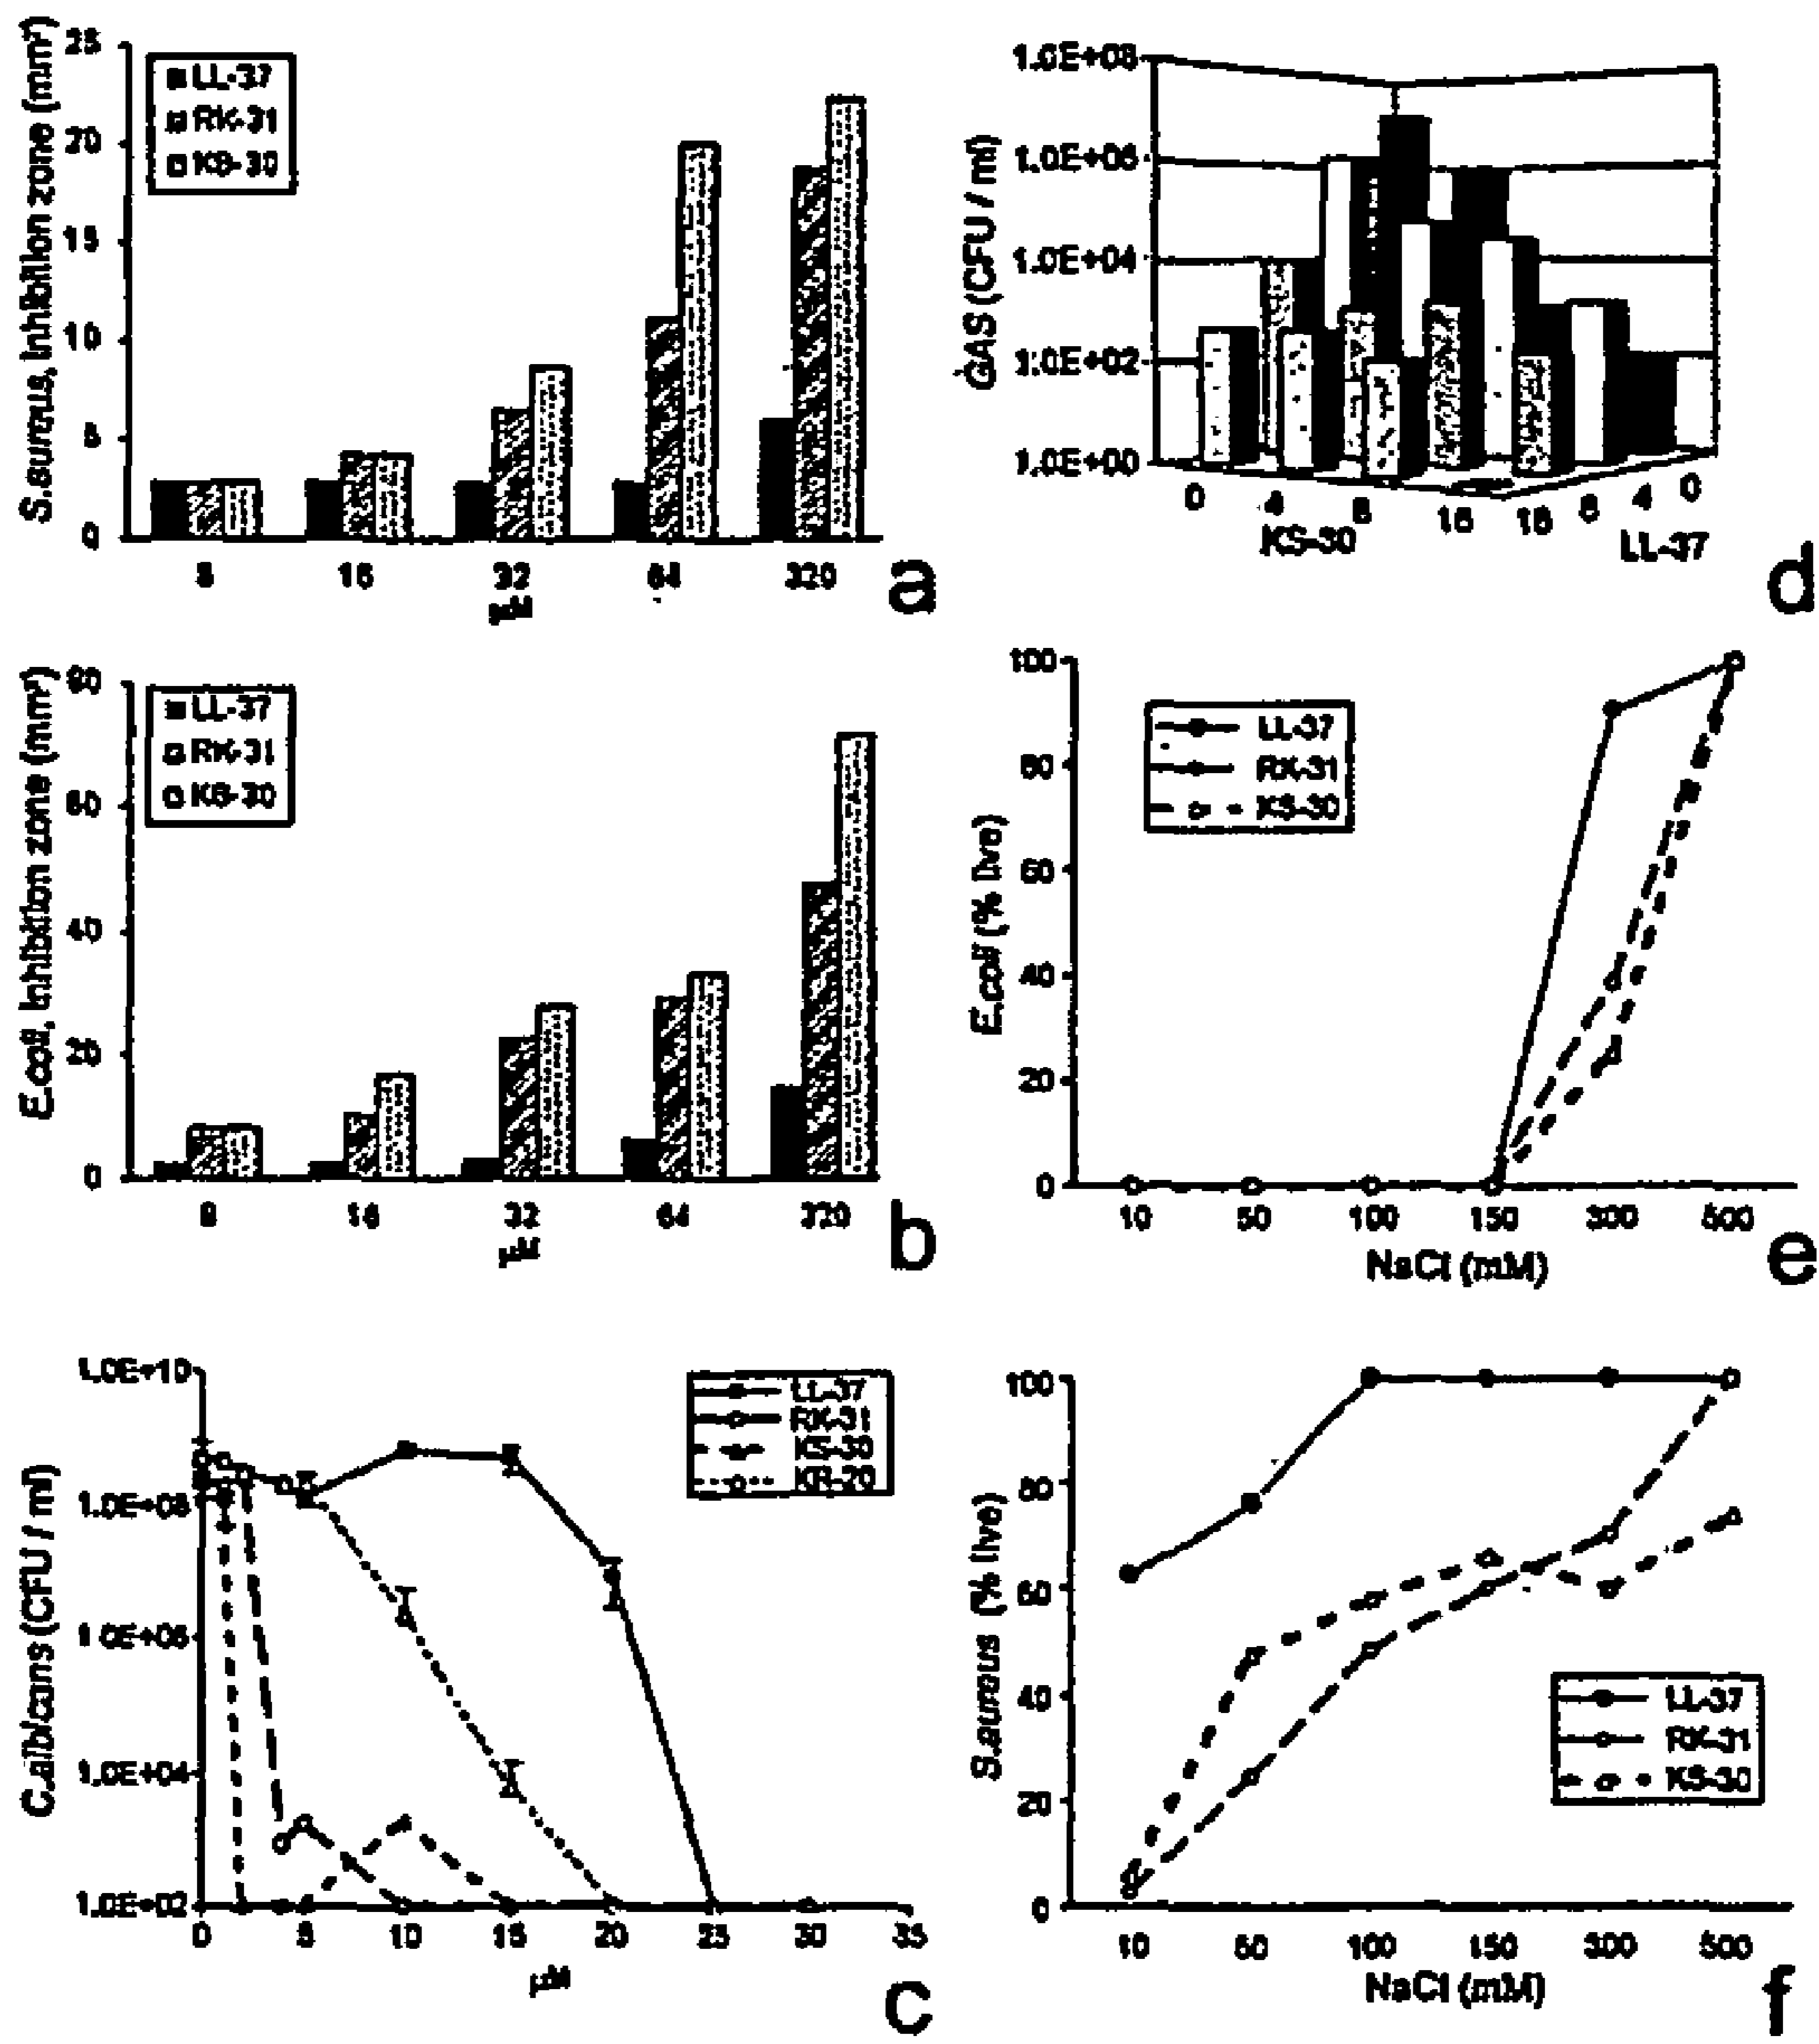 S.aureus, Inhibition zone (mm²)
25
20
15
10
5
0
LL-37
RK-31
KS-30
8
16
32
64
320
µM
a
E.coli, Inhibition zone (mm²)
80
60
40
20
0
LL-37
RK-31
KS-30
8
16
32
64
320
µM
b
C.albicans (CFU / ml)
1.0E+10
1.0E+08
1.0E+06
1.0E+04
1.0E+02
LL-37
RK-31
KS-30
KR-20
0
5
10
15
20
25
30
35
µM
c
GAS (CFU / ml)
1.0E+08
1.0E+06
1.0E+04
1.0E+02
1.0E+00
0
4
8
16
16
8
4
0
KS-30
LL-37
d
E.coli (% live)
100
80
60
40
20
0
LL-37
RK-31
KS-30
10
50
100
150
300
500
NaCl (mM)
e
S.aureus (% live)
100
80
60
40
20
0
LL-37
RK-31
KS-30
10
50
100
150
300
500
NaCl (mM)
f